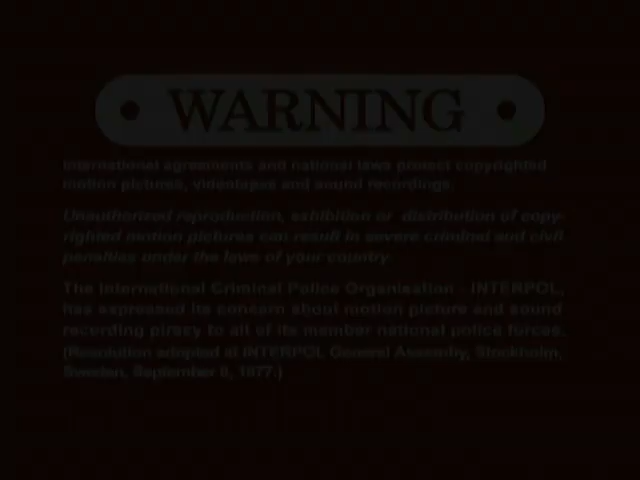 WARNING
International agreements and national laws protect copyrighted
motion pictures, videotapes and sound recordings.
Unauthorized reproduction, exhibition or distribution of copy-
righted motion pictures can result in severe criminal and civil
penalties under the laws of your country.
The International Criminal Police Organisation - INTERPOL,
has expressed its concern about motion picture and sound
recording piracy to all of its member national police forces.
(Resolution adopted at INTERPOL General Assembly, Stockholm,
Sweden, September 8, 1977.)